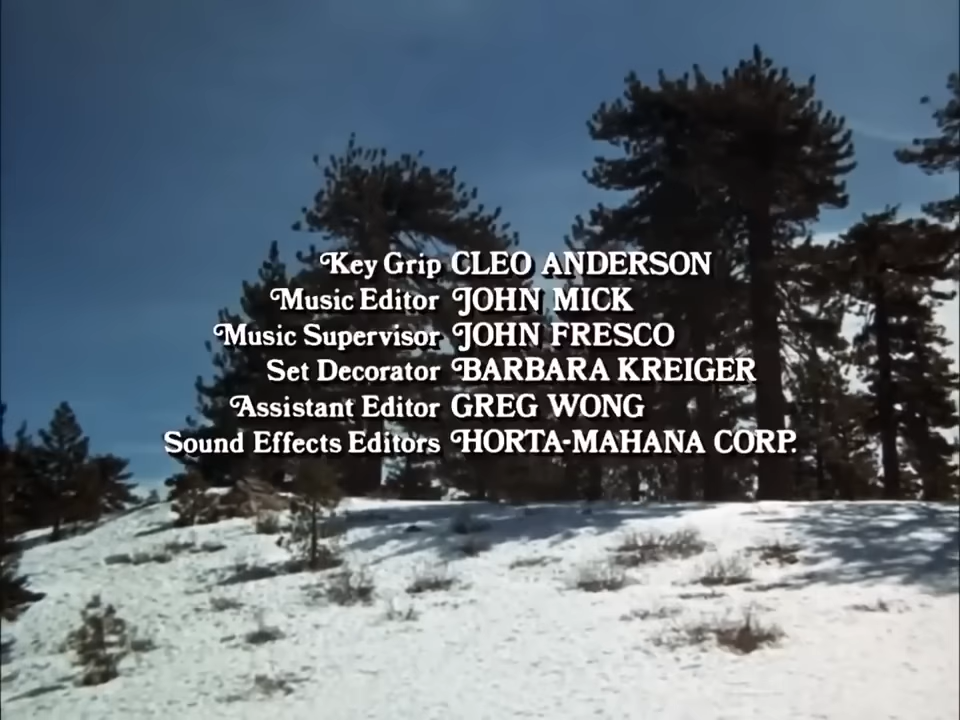 Key Grip CLEO ANDERSON
Music Editor JOHN MICK
Music Supervisor JOHN FRESCO
Set Decorator BARBARA KREIGER
Assistant Editor GREG WONG
Sound Effects Editors HORTA-MAHANA CORP.